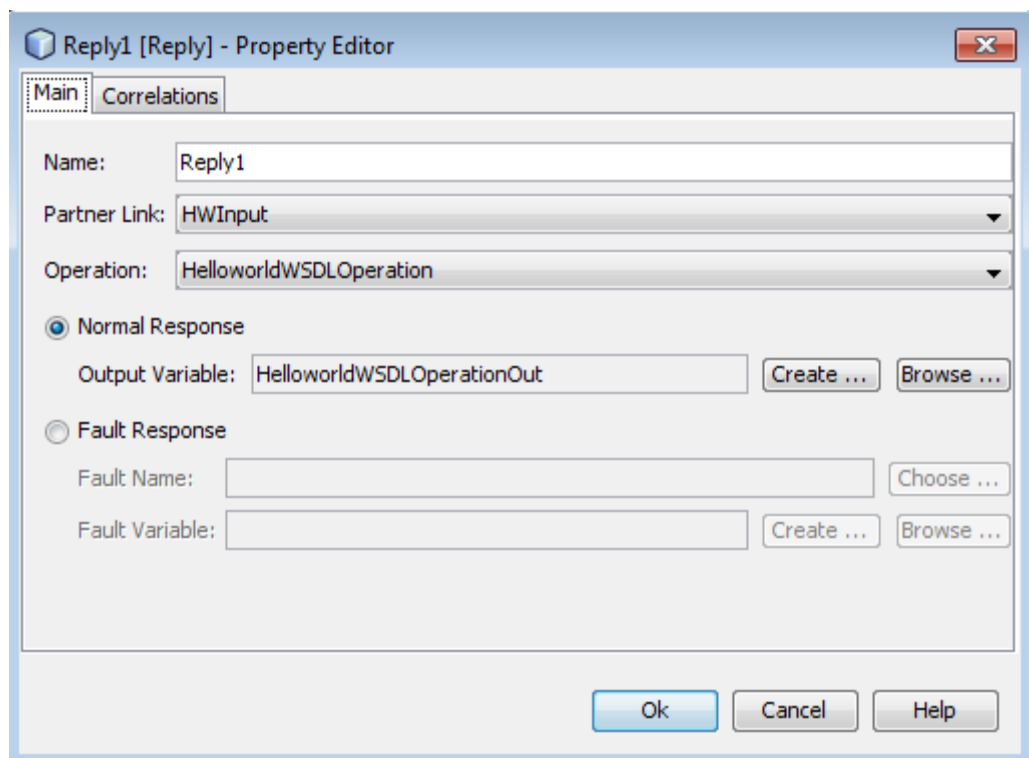 Reply1 [Reply] - Property Editor
Main Correlations
Name: Reply1
Partner Link: HWInput
Operation: HelloworldWSDLOperation
Normal Response
Output Variable: HelloworldWSDLOperationOut Create ... Browse ...
Fault Response
Fault Name: Choose ...
Fault Variable: Create ... Browse ...
Ok Cancel Help